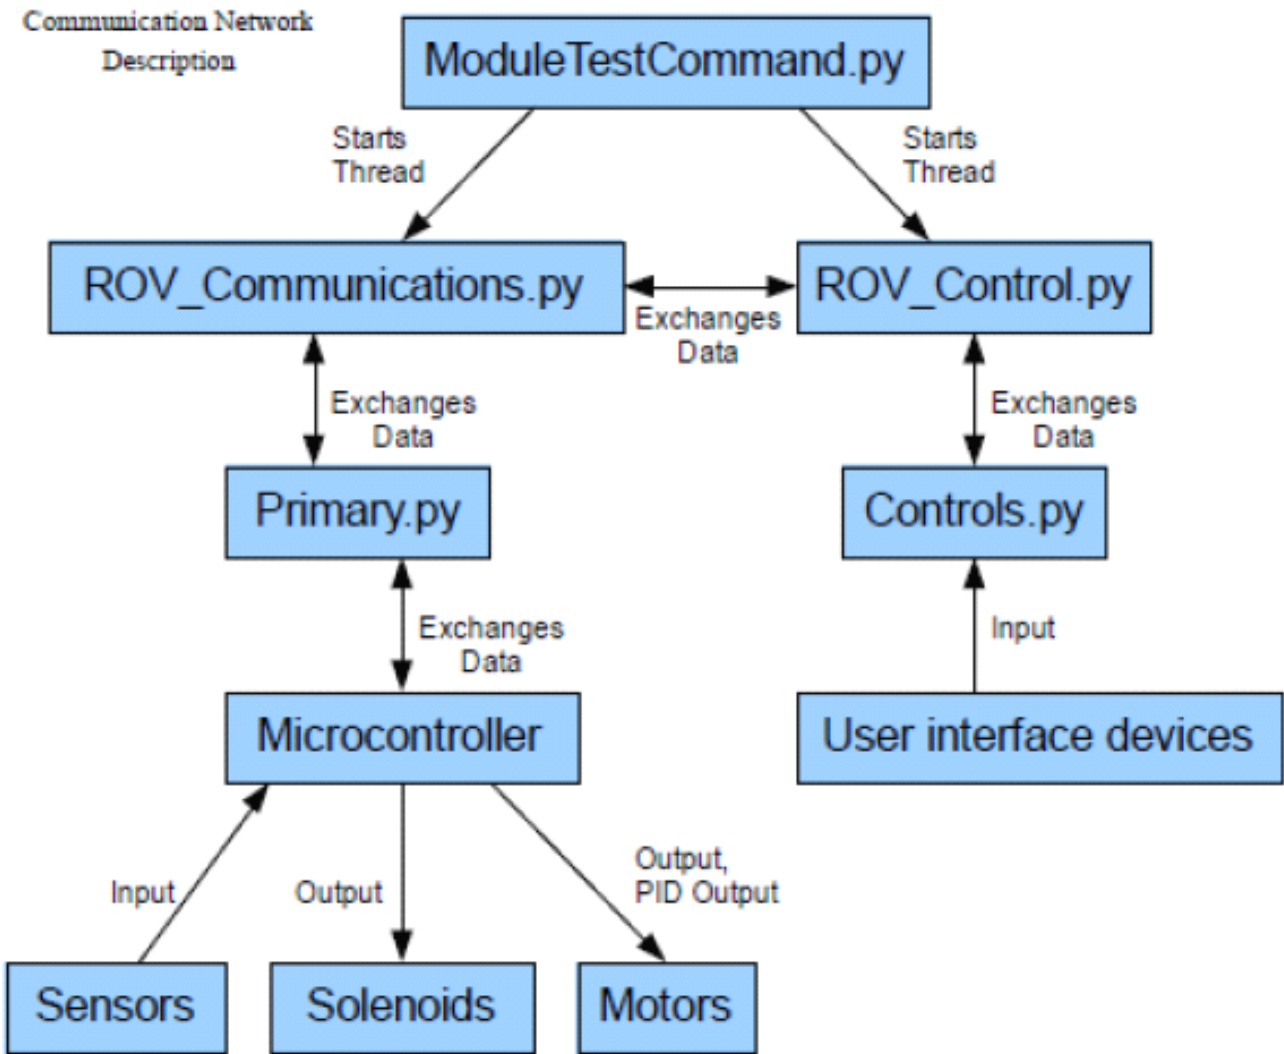 Communication Network
Description
ModuleTestCommand.py
Starts
Thread
Starts
Thread
ROV_Communications.py
Exchanges
Data
ROV_Control.py
Exchanges
Data
Exchanges
Data
Primary.py
Controls.py
Exchanges
Data
Input
Microcontroller
User interface devices
Input
Output
Output,
PID Output
Sensors
Solenoids
Motors